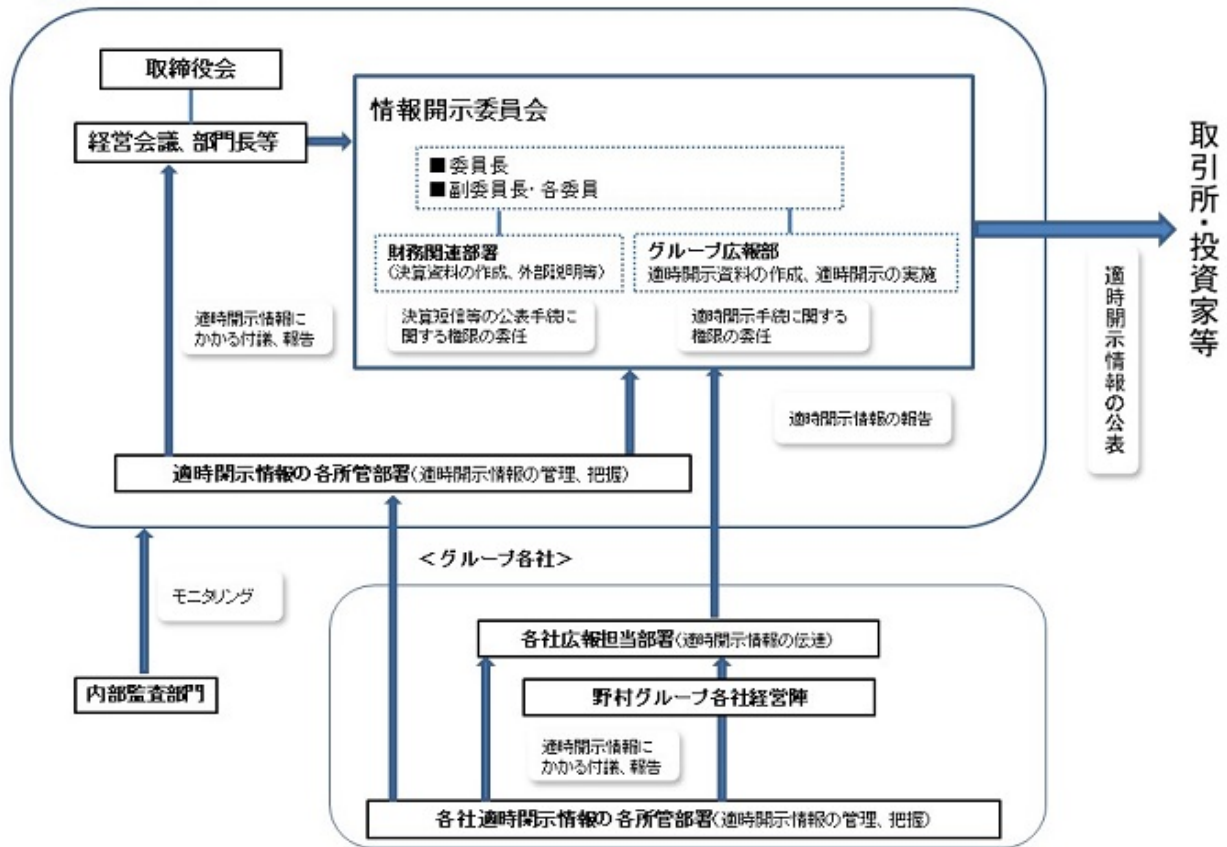 取締役会
経営会議、部門長等
情報開示委員会
■委員長
■副委員長・各委員
財務関連部署
(決算資料の作成、外部説明等)
グループ広報部
適時開示資料の作成、適時開示の実施
適時開示情報に
かかる付議、報告
決算短信等の公表手続に
関する権限の委任
適時開示手続に関する
権限の委任
取引所・投資家等
適時開示情報の公表
適時開示情報の報告
適時開示情報の各所管部署(適時開示情報の管理、把握)
<グループ各社>
モニタリング
内部監査部門
各社広報担当部署(適時開示情報の伝達)
野村グループ各社経営陣
適時開示情報に
かかる付議、報告
各社適時開示情報の各所管部署(適時開示情報の管理、把握)